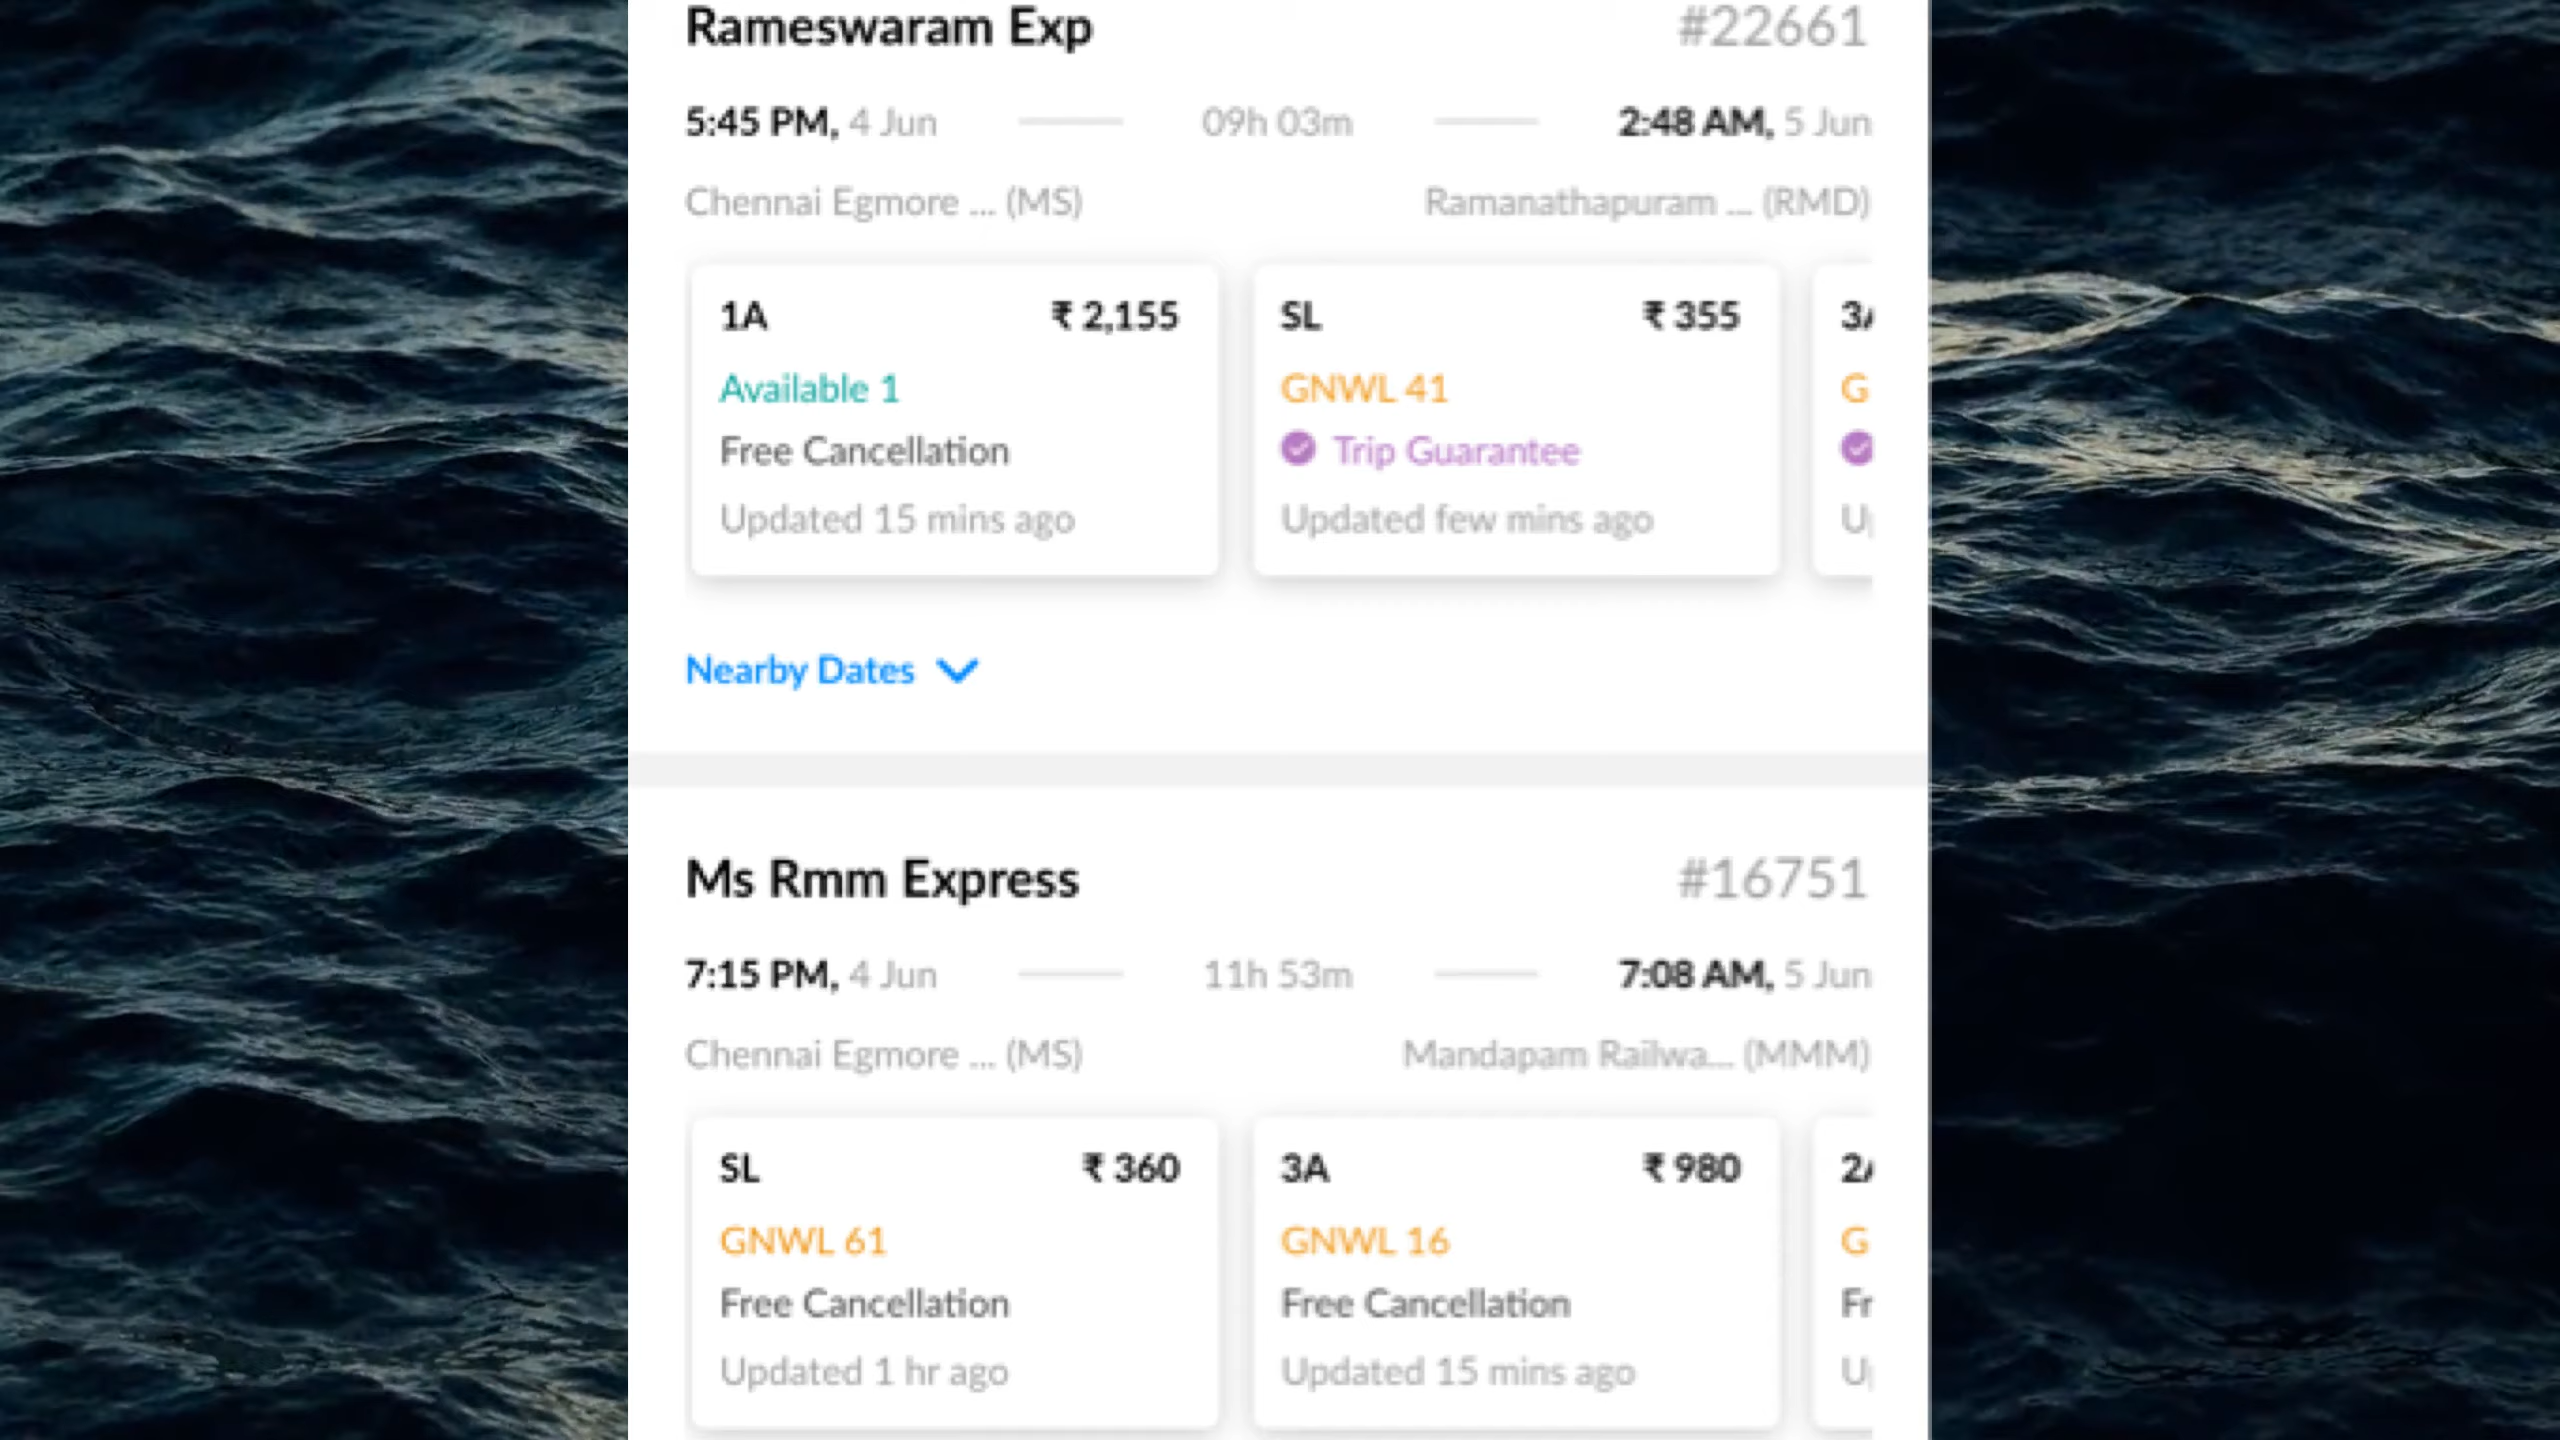 Rameswaram Exp #22661
5:45 PM, 4 Jun 09h 03m 2:48 AM, 5 Jun
Chennai Egmore ... (MS) Ramanathapuram ... (RMD)
1A ₹ 2,155 SL ₹ 355
Available 1 GNWL 41
Free Cancellation Trip Guarantee
Updated 15 mins ago Updated few mins ago
Nearby Dates
Ms Rmm Express #16751
7:15 PM, 4 Jun 11h 53m 7:08 AM, 5 Jun
Chennai Egmore ... (MS) Mandapam Railwa... (MMM)
SL ₹ 360 3A ₹ 980
GNWL 61 GNWL 16
Free Cancellation Free Cancellation
Updated 1 hr ago Updated 15 mins ago